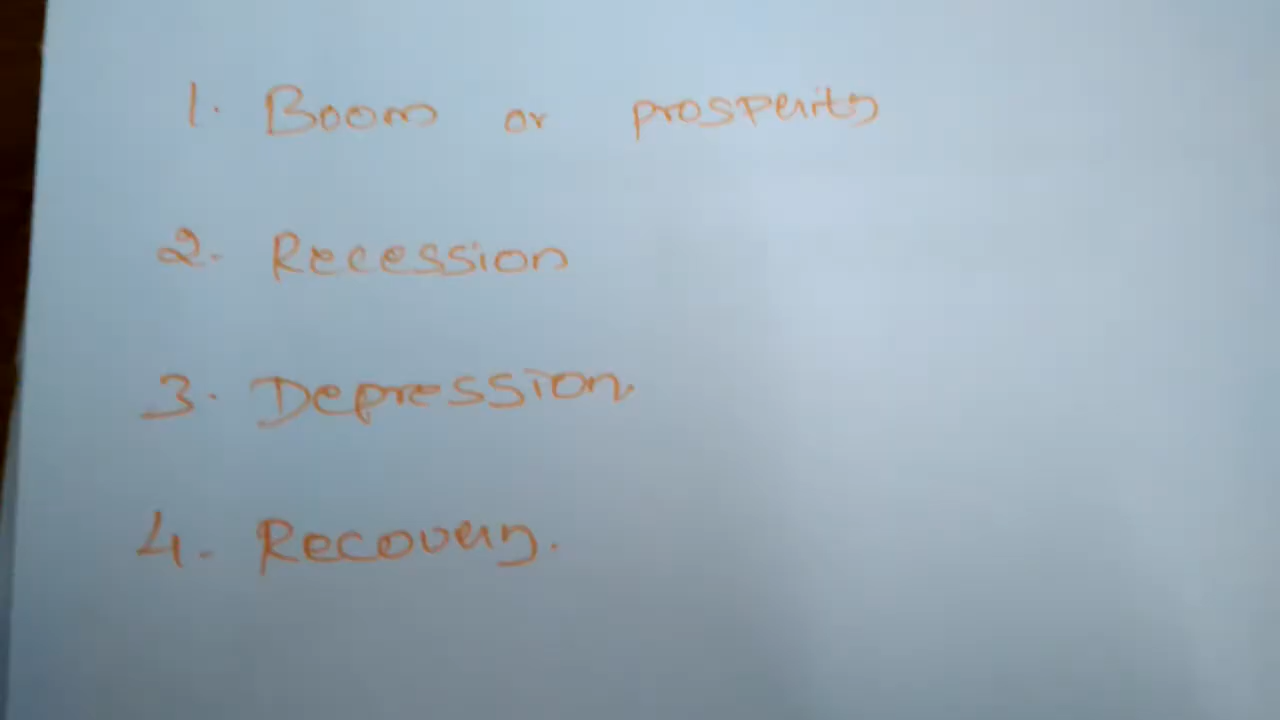 1. Boom or prosperity
2. Recession
3. Depression.
4. Recovery.